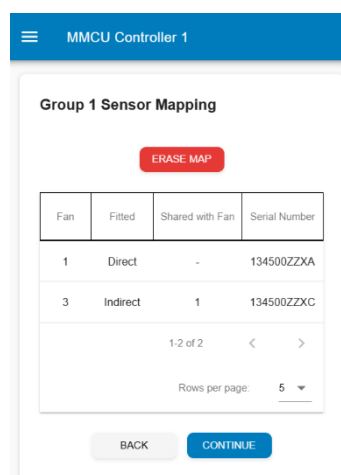 MMCU Controller 1
Group 1 Sensor Mapping
ERASE MAP
Fan Fitted Shared with Fan Serial Number
1 Direct - 134500ZZXA
3 Indirect 1 134500ZZXC
1-2 of 2
Rows per page: 5
BACK CONTINUE